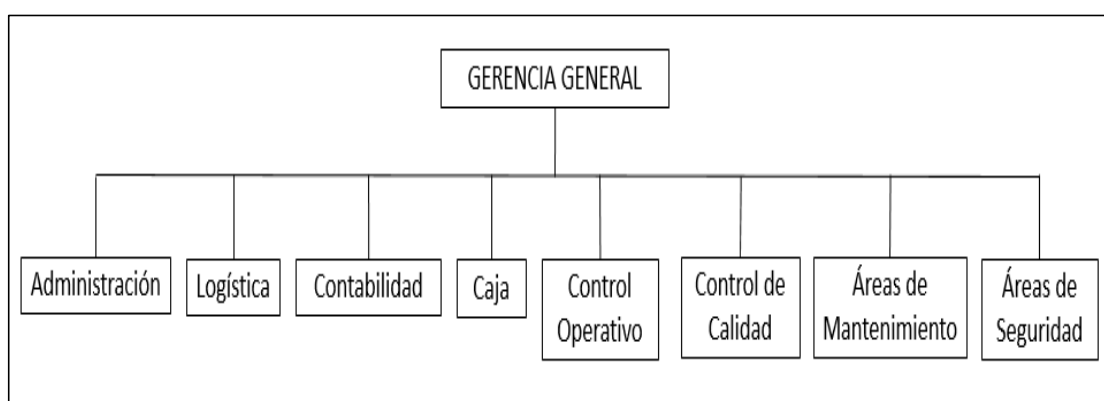 GERENCIA GENERAL
Administración
Logística
Contabilidad
Caja
Control
Operativo
Control de
Calidad
Áreas de
Mantenimiento
Áreas de
Seguridad